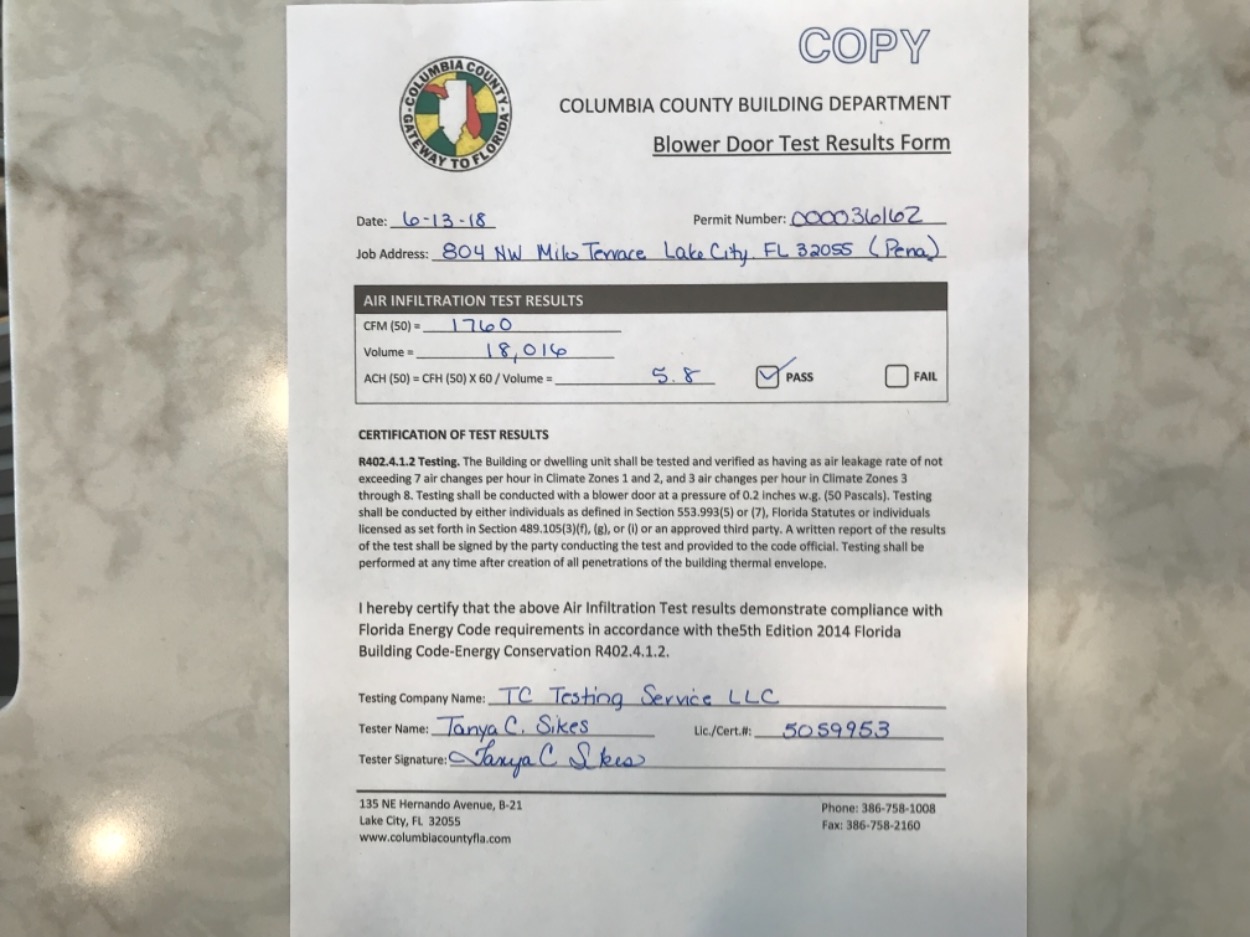 COPY
COLUMBIA COUNTY
GATEWAY TO FLORIDA
COLUMBIA COUNTY BUILDING DEPARTMENT
Blower Door Test Results Form
Date: 6-13-18 Permit Number: 000036162
Job Address: 804 NW Milo Terrace Lake City, FL 32055 (Pena)
AIR INFILTRATION TEST RESULTS
CFM (50) = 1760
Volume = 18,016
ACH (50) = CFH (50) X 60 / Volume = 5.8 PASS FAIL
CERTIFICATION OF TEST RESULTS
R402.4.1.2 Testing. The Building or dwelling unit shall be tested and verified as having as air leakage rate of not
exceeding 7 air changes per hour in Climate Zones 1 and 2, and 3 air changes per hour in Climate Zones 3
through 8. Testing shall be conducted with a blower door at a pressure of 0.2 inches w.g. (50 Pascals). Testing
shall be conducted by either individuals as defined in Section 553.993(5) or (7), Florida Statutes or individuals
licensed as set forth in Section 489.105(3)(f), (g), or (i) or an approved third party. A written report of the results
of the test shall be signed by the party conducting the test and provided to the code official. Testing shall be
performed at any time after creation of all penetrations of the building thermal envelope.
I hereby certify that the above Air Infiltration Test results demonstrate compliance with
Florida Energy Code requirements in accordance with the5th Edition 2014 Florida
Building Code-Energy Conservation R402.4.1.2.
Testing Company Name: TC Testing Service LLC
Tester Name: Tanya C. Sikes Lic./Cert.#: 5059953
Tester Signature: Tanya C Sikes
135 NE Hernando Avenue, B-21 Phone: 386-758-1008
Lake City, FL 32055 Fax: 386-758-2160
www.columbiacountyfla.com